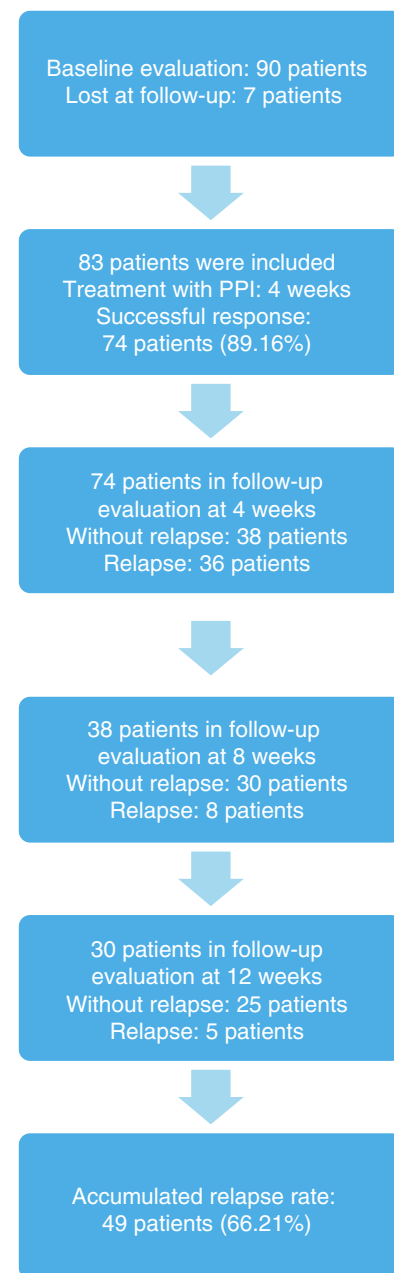 Baseline evaluation: 90 patients
Lost at follow-up: 7 patients
83 patients were included
Treatment with PPI: 4 weeks
Successful response:
74 patients (89.16%)
74 patients in follow-up
evaluation at 4 weeks
Without relapse: 38 patients
Relapse: 36 patients
38 patients in follow-up
evaluation at 8 weeks
Without relapse: 30 patients
Relapse: 8 patients
30 patients in follow-up
evaluation at 12 weeks
Without relapse: 25 patients
Relapse: 5 patients
Accumulated relapse rate:
49 patients (66.21%)